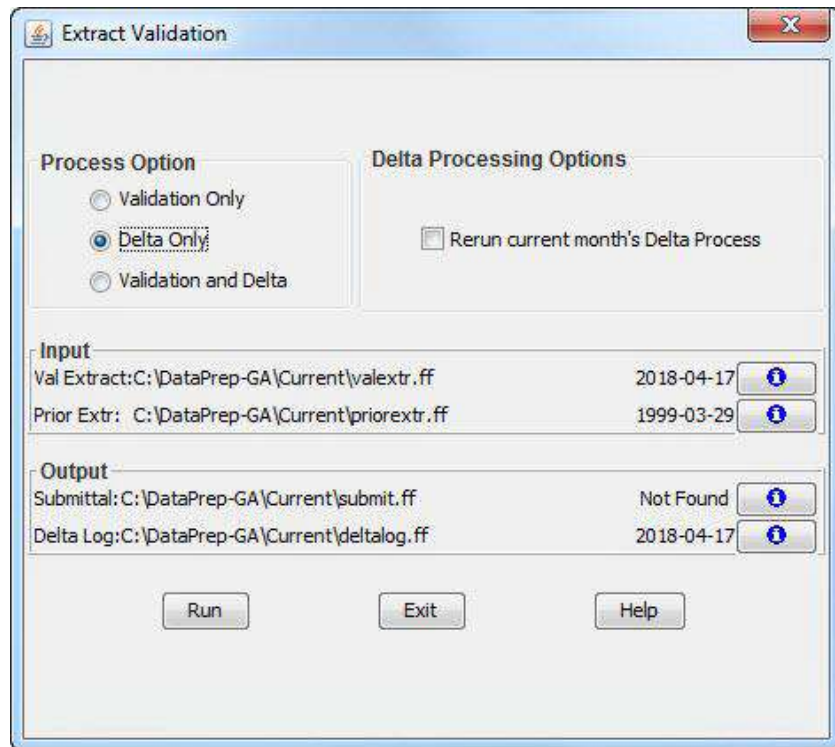 Extract Validation
Process Option
Validation Only
Delta Only
Validation and Delta
Delta Processing Options
Rerun current month's Delta Process
Input
Val Extract:C:\DataPrep-GA\Current\valextr.ff 2018-04-17
Prior Extr: C:\DataPrep-GA\Current\priorextr.ff 1999-03-29
Output
Submittal:C:\DataPrep-GA\Current\submit.ff Not Found
Delta Log:C:\DataPrep-GA\Current\deltalog.ff 2018-04-17
Run Exit Help